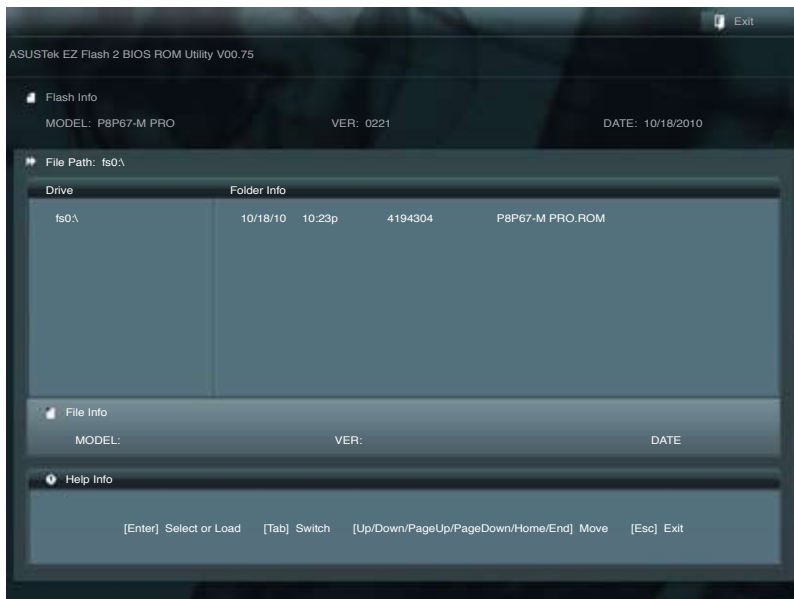 Exit
ASUSTek EZ Flash 2 BIOS ROM Utility V00.75
Flash Info
MODEL: P8P67-M PRO VER: 0221 DATE: 10/18/2010
File Path: fs0:\
Drive Folder Info
fs0:\ 10/18/10 10:23p 4194304 P8P67-M PRO.ROM
File Info
MODEL: VER: DATE
Help Info
[Enter] Select or Load [Tab] Switch [Up/Down/PageUp/PageDown/Home/End] Move [Esc] Exit